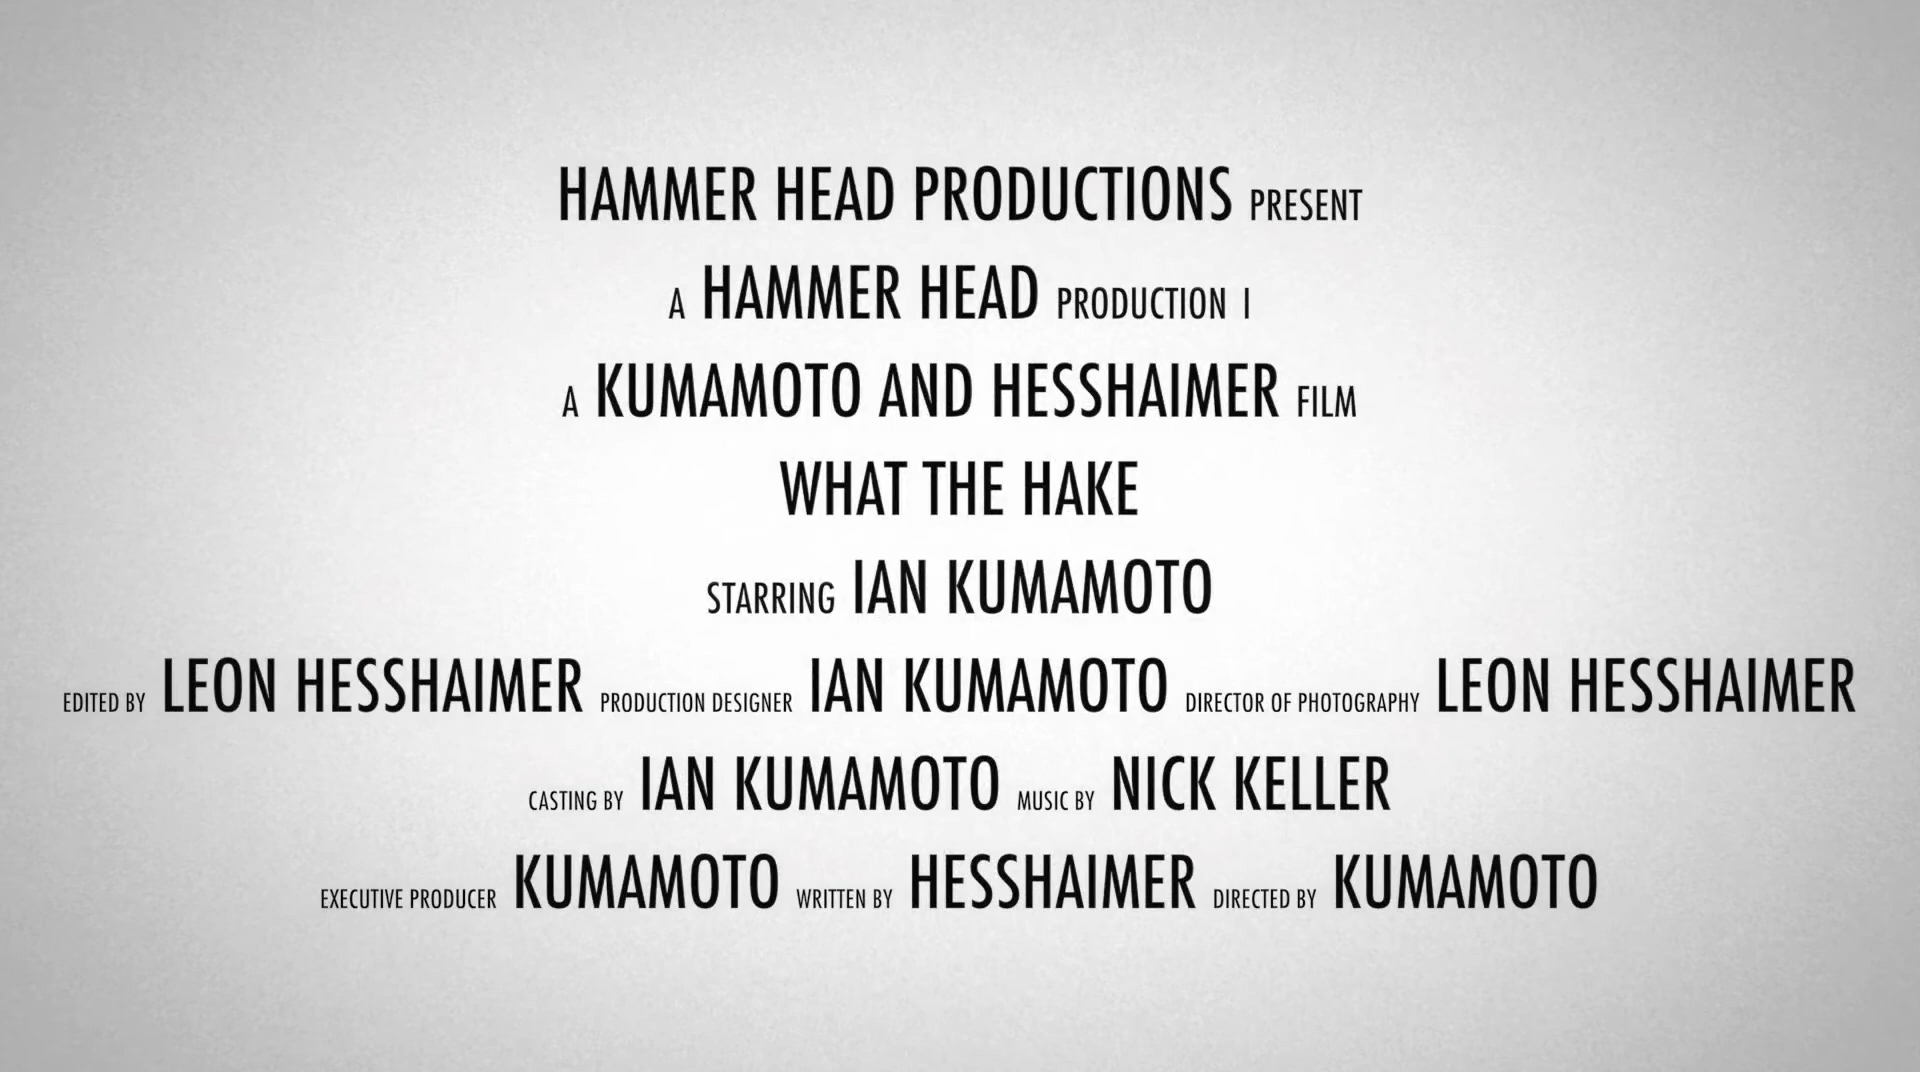 HAMMER HEAD PRODUCTIONS PRESENT
A HAMMER HEAD PRODUCTION I
A KUMAMOTO AND HESSHAIMER FILM
WHAT THE HAKE
STARRING IAN KUMAMOTO
EDITED BY LEON HESSHAIMER PRODUCTION DESIGNER IAN KUMAMOTO DIRECTOR OF PHOTOGRAPHY LEON HESSHAIMER
CASTING BY IAN KUMAMOTO MUSIC BY NICK KELLER
EXECUTIVE PRODUCER KUMAMOTO WRITTEN BY HESSHAIMER DIRECTED BY KUMAMOTO